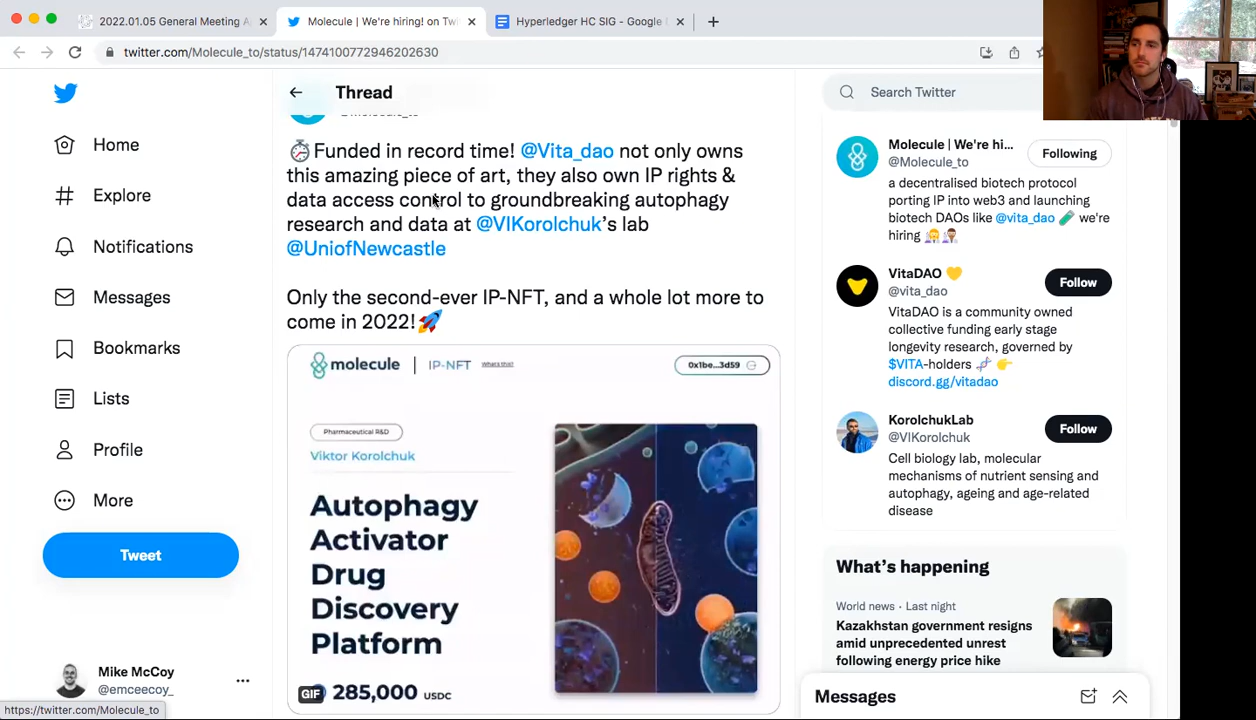 2022.01.05 General Meeting A
Molecule | We're hiring! on Twi
Hyperledger HC SIG - Google
twitter.com/Molecule_to/status/1474100772946202630
Home
Explore
Notifications
Messages
Bookmarks
Lists
Profile
More
Tweet
Mike McCoy
@emceecoy_
https://twitter.com/Molecule_to
Thread
@Molecule_to
Funded in record time! @Vita_dao not only owns
this amazing piece of art, they also own IP rights &
data access control to groundbreaking autophagy
research and data at @VIKorolchuk's lab
@UniofNewcastle
Only the second-ever IP-NFT, and a whole lot more to
come in 2022!
molecule | IP-NFT What's this?
0x1be...3d59
Pharmaceutical R&D
Viktor Korolchuk
Autophagy
Activator
Drug
Discovery
Platform
GIF 285,000 USDC
Search Twitter
Molecule | We're hi...
@Molecule_to
Following
a decentralised biotech protocol
porting IP into web3 and launching
biotech DAOs like @vita_dao we're
hiring
VitaDAO
@vita_dao
Follow
VitaDAO is a community owned
collective funding early stage
longevity research, governed by
$VITA-holders
discord.gg/vitadao
KorolchukLab
@VIKorolchuk
Follow
Cell biology lab, molecular
mechanisms of nutrient sensing and
autophagy, ageing and age-related
disease
What's happening
World news · Last night
Kazakhstan government resigns
amid unprecedented unrest
following energy price hike
Messages